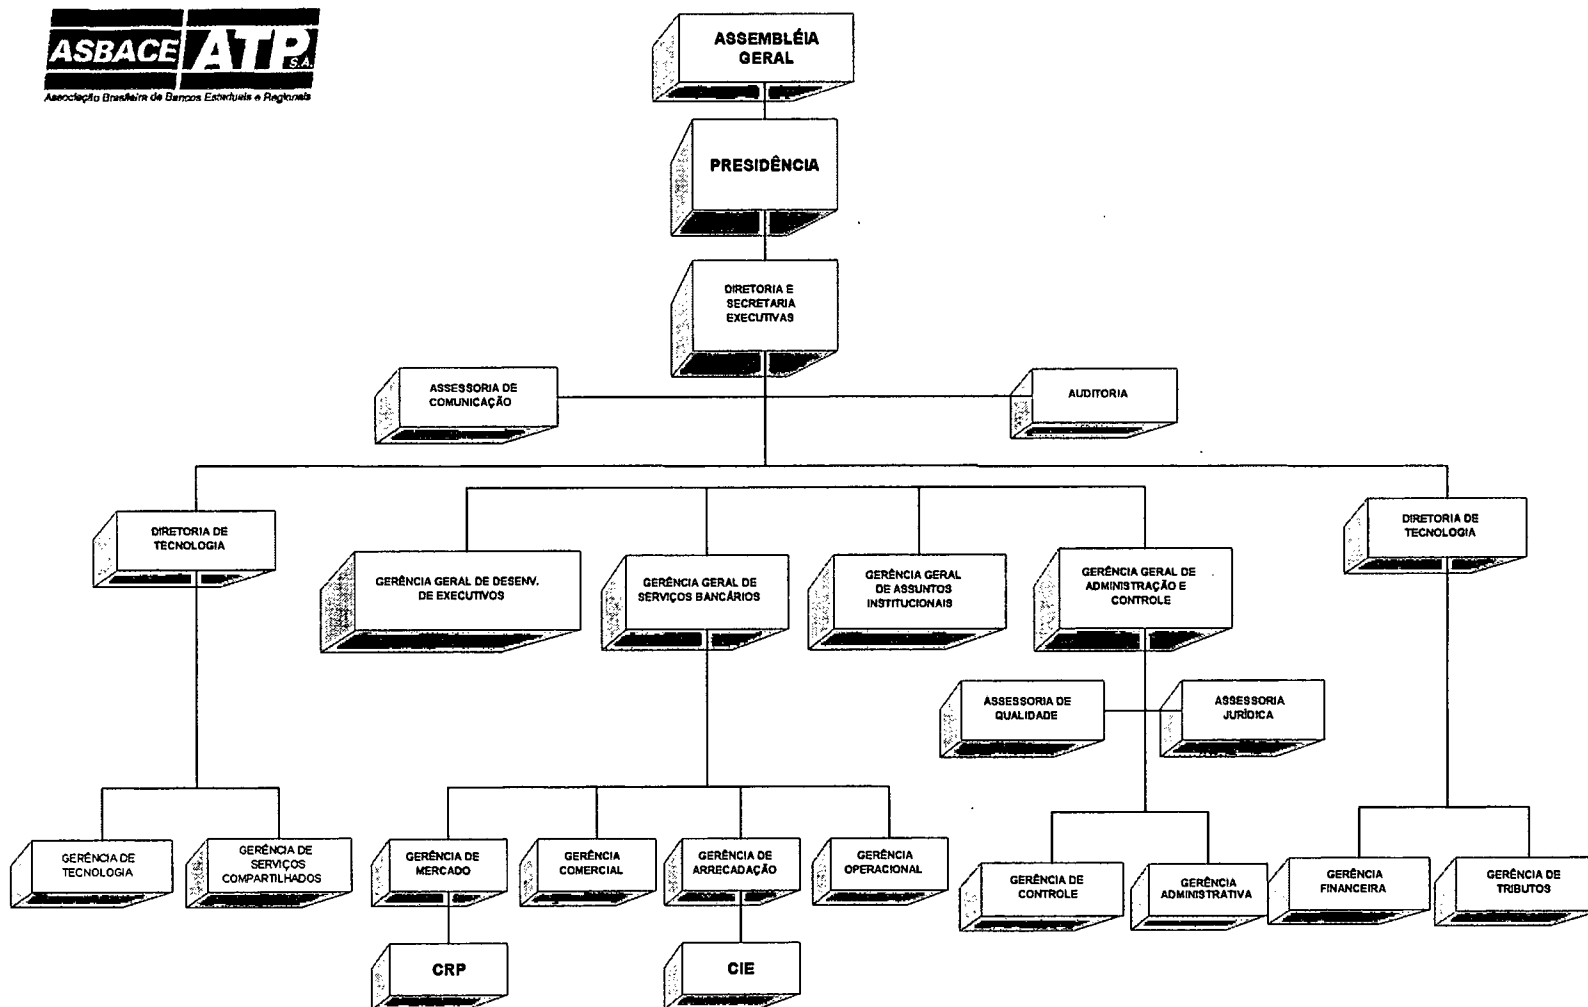 ASBACE ATP S.A.
Associação Brasileira de Bancos Estaduais e Regionais
ASSEMBLÉIA
GERAL
PRESIDÊNCIA
DIRETORIA E
SECRETARIA
EXECUTIVAS
ASSESSORIA DE
COMUNICAÇÃO
AUDITORIA
DIRETORIA DE
TECNOLOGIA
GERÊNCIA GERAL DE DESENV.
DE EXECUTIVOS
GERÊNCIA GERAL DE
SERVIÇOS BANCÁRIOS
GERÊNCIA GERAL
DE ASSUNTOS
INSTITUCIONAIS
GERÊNCIA GERAL DE
ADMINISTRAÇÃO E
CONTROLE
DIRETORIA DE
TECNOLOGIA
ASSESSORIA DE
QUALIDADE
ASSESSORIA
JURÍDICA
GERÊNCIA DE
TECNOLOGIA
GERÊNCIA DE
SERVIÇOS
COMPARTILHADOS
GERÊNCIA DE
MERCADO
GERÊNCIA
COMERCIAL
GERÊNCIA DE
ARRECADAÇÃO
GERÊNCIA
OPERACIONAL
GERÊNCIA DE
CONTROLE
GERÊNCIA
ADMINISTRATIVA
GERÊNCIA
FINANCEIRA
GERÊNCIA DE
TRIBUTOS
CRP
CIE